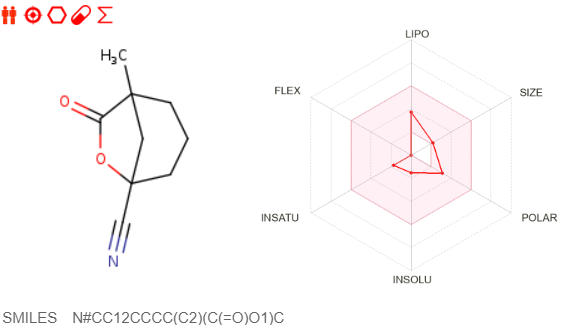 H3C
O
O
N
LIPO
FLEX
SIZE
INSATU
POLAR
INSOLU
SMILES N#CC12CCCC(C2)(C(=O)O1)C